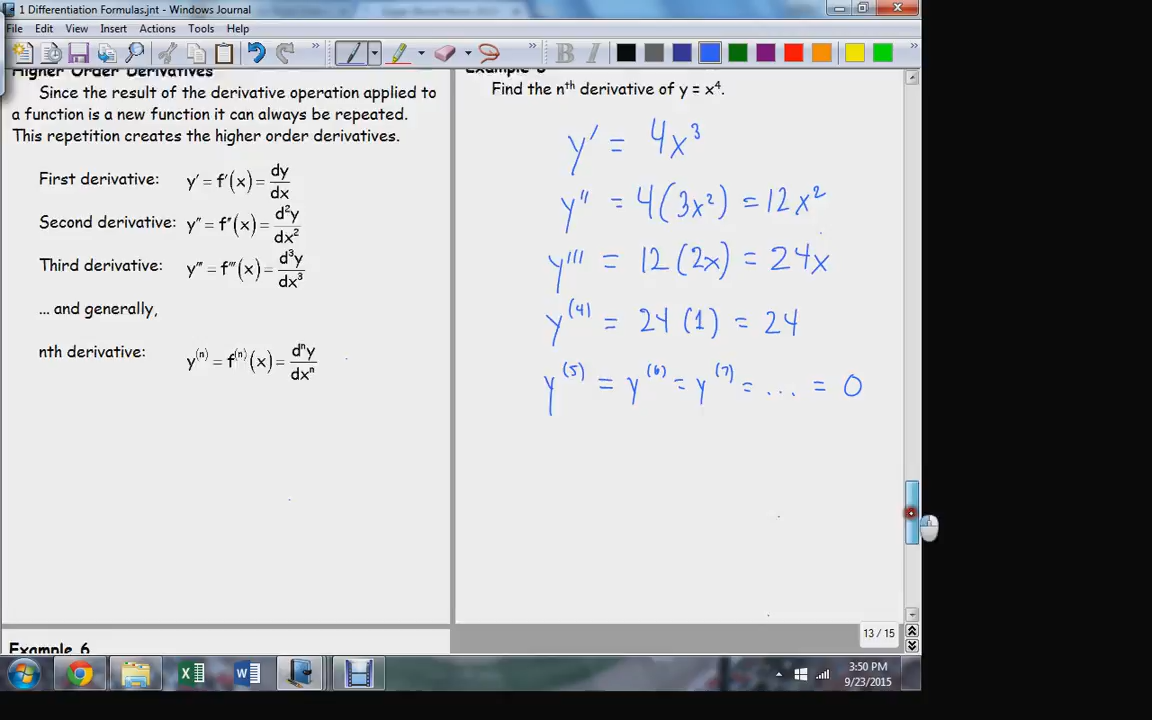 1 Differentiation Formulas.jnt - Windows Journal
File Edit View Insert Actions Tools Help
Higher Order Derivatives
Since the result of the derivative operation applied to
a function is a new function it can always be repeated.
This repetition creates the higher order derivatives.
First derivative: y′ = f′(x) = dy/dx
Second derivative: y″ = f″(x) = d²y/dx²
Third derivative: y‴ = f‴(x) = d³y/dx³
... and generally,
nth derivative: y⁽ⁿ⁾ = f⁽ⁿ⁾(x) = dⁿy/dxⁿ
Example 6
Find the nᵗʰ derivative of y = x⁴.
y′ = 4x³
y″ = 4(3x²) = 12x²
y‴ = 12(2x) = 24x
y⁽⁴⁾ = 24(1) = 24
y⁽⁵⁾ = y⁽⁶⁾ = y⁽⁷⁾ = ... = 0
13 / 15
3:50 PM
9/23/2015